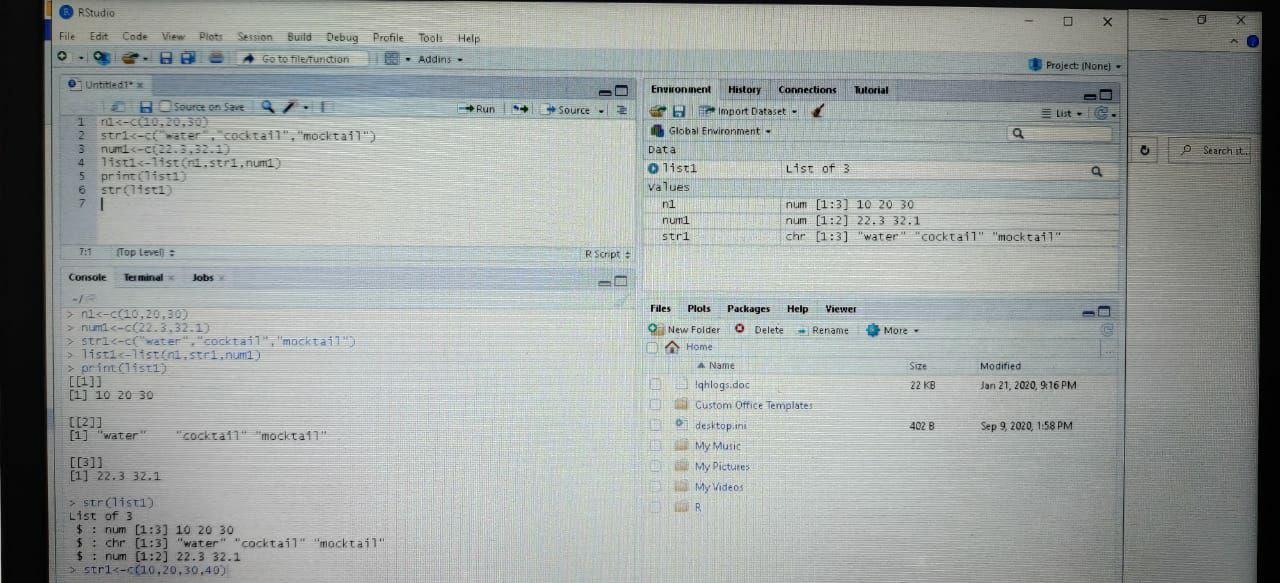 RStudio
File Edit Code View Plots Session Build Debug Profile Tools Help
Go to file/function Addins
Project: (None)
Untitled1*
Source on Save Run Source
1 n1<-c(10,20,30)
2 str1<-c("water","cocktail","mocktail")
3 num1<-c(22.3,32.1)
4 list1<-list(n1,str1,num1)
5 print(list1)
6 str(list1)
7
7:1 (Top Level) R Script
Console Terminal Jobs
~/
> n1<-c(10,20,30)
> num1<-c(22.3,32.1)
> str1<-c("water","cocktail","mocktail")
> list1<-list(n1,str1,num1)
> print(list1)
[[1]]
[1] 10 20 30
[[2]]
[1] "water"    "cocktail" "mocktail"
[[3]]
[1] 22.3 32.1
> str(list1)
List of 3
 $ : num [1:3] 10 20 30
 $ : chr [1:3] "water" "cocktail" "mocktail"
 $ : num [1:2] 22.3 32.1
> str1<-c(10,20,30,40)
Environment History Connections Tutorial
Import Dataset List
Global Environment
Data
list1 List of 3
Values
n1 num [1:3] 10 20 30
num1 num [1:2] 22.3 32.1
str1 chr [1:3] "water" "cocktail" "mocktail"
Files Plots Packages Help Viewer
New Folder Delete Rename More
Home
Name Size Modified
!qhlogs.doc 22 KB Jan 21, 2020, 9:16 PM
Custom Office Templates
desktop.ini 402 B Sep 9, 2020, 1:58 PM
My Music
My Pictures
My Videos
R
Search st...